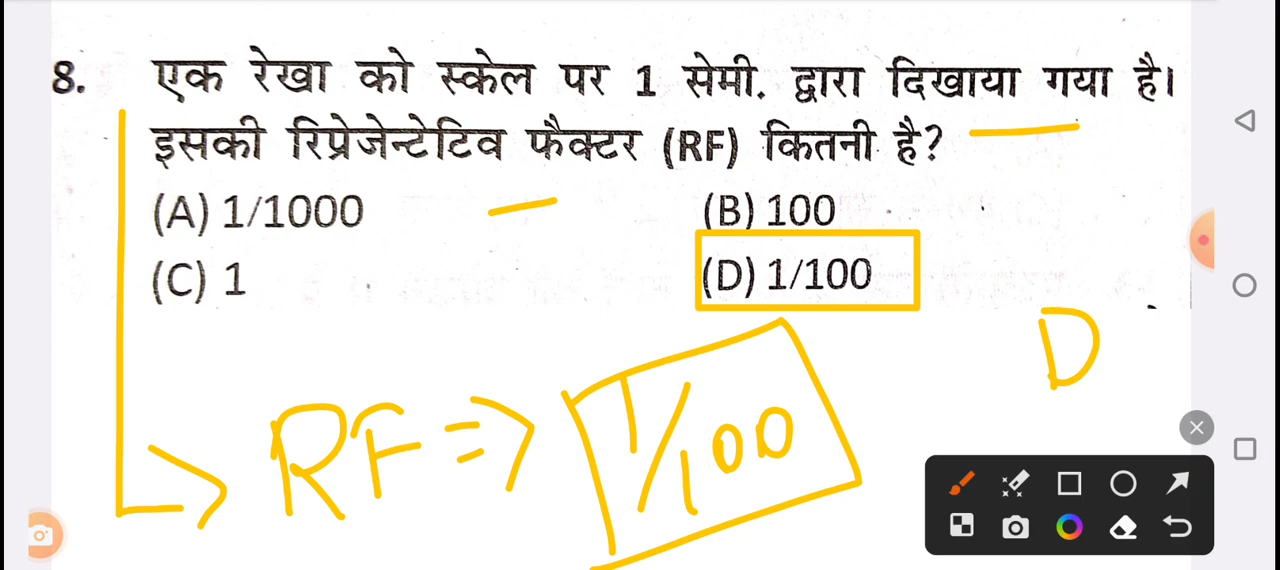 8. एक रेखा को स्केल पर 1 सेमी. द्वारा दिखाया गया है।
इसकी रिप्रेजेन्टेटिव फैक्टर (RF) कितनी है?
(A) 1/1000 (B) 100
(C) 1 (D) 1/100
D
RF => 1/100